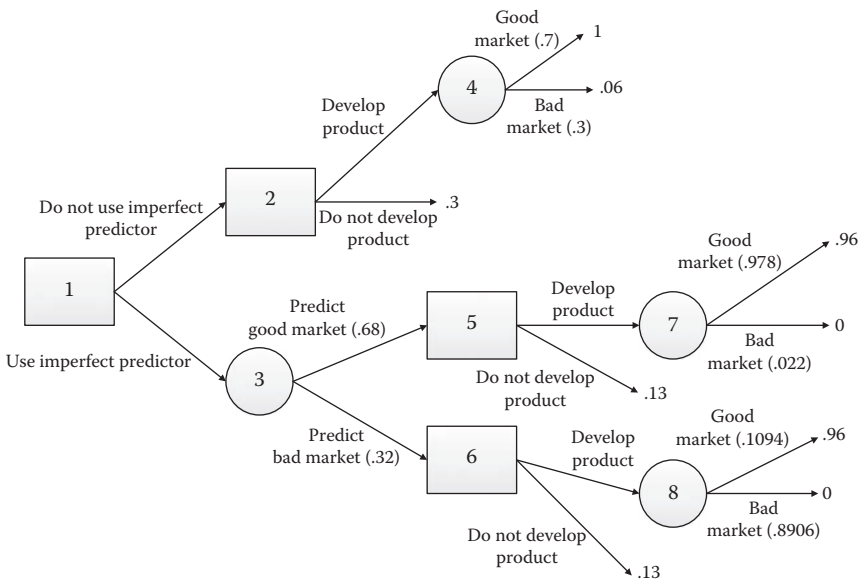 Good
market (.7)
1
4
.06
Bad
market (.3)
Develop
product
2
Do not use imperfect
predictor
.3
Do not develop
product
1
Good
market (.978)
.96
Predict
good market (.68)
5
Develop
product
7
0
Bad
market (.022)
Use imperfect predictor
3
Do not develop
product
.13
Good
market (.1094)
.96
Predict
bad market (.32)
6
Develop
product
8
0
Bad
market (.8906)
Do not develop
product
.13